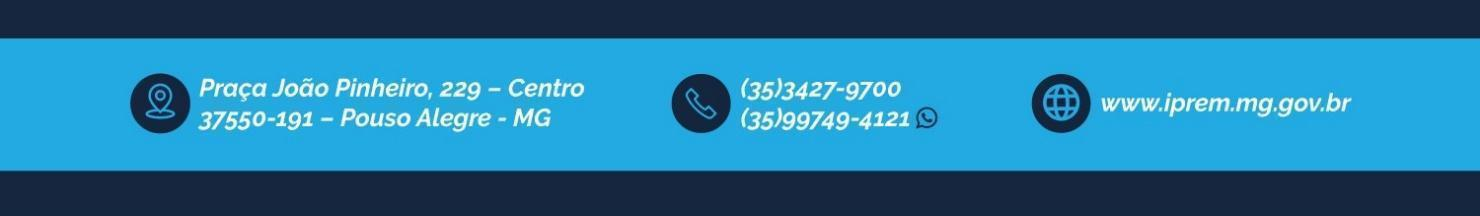 Praça João Pinheiro, 229 – Centro
37550-191 – Pouso Alegre - MG
(35)3427-9700
(35)99749-4121
www.iprem.mg.gov.br